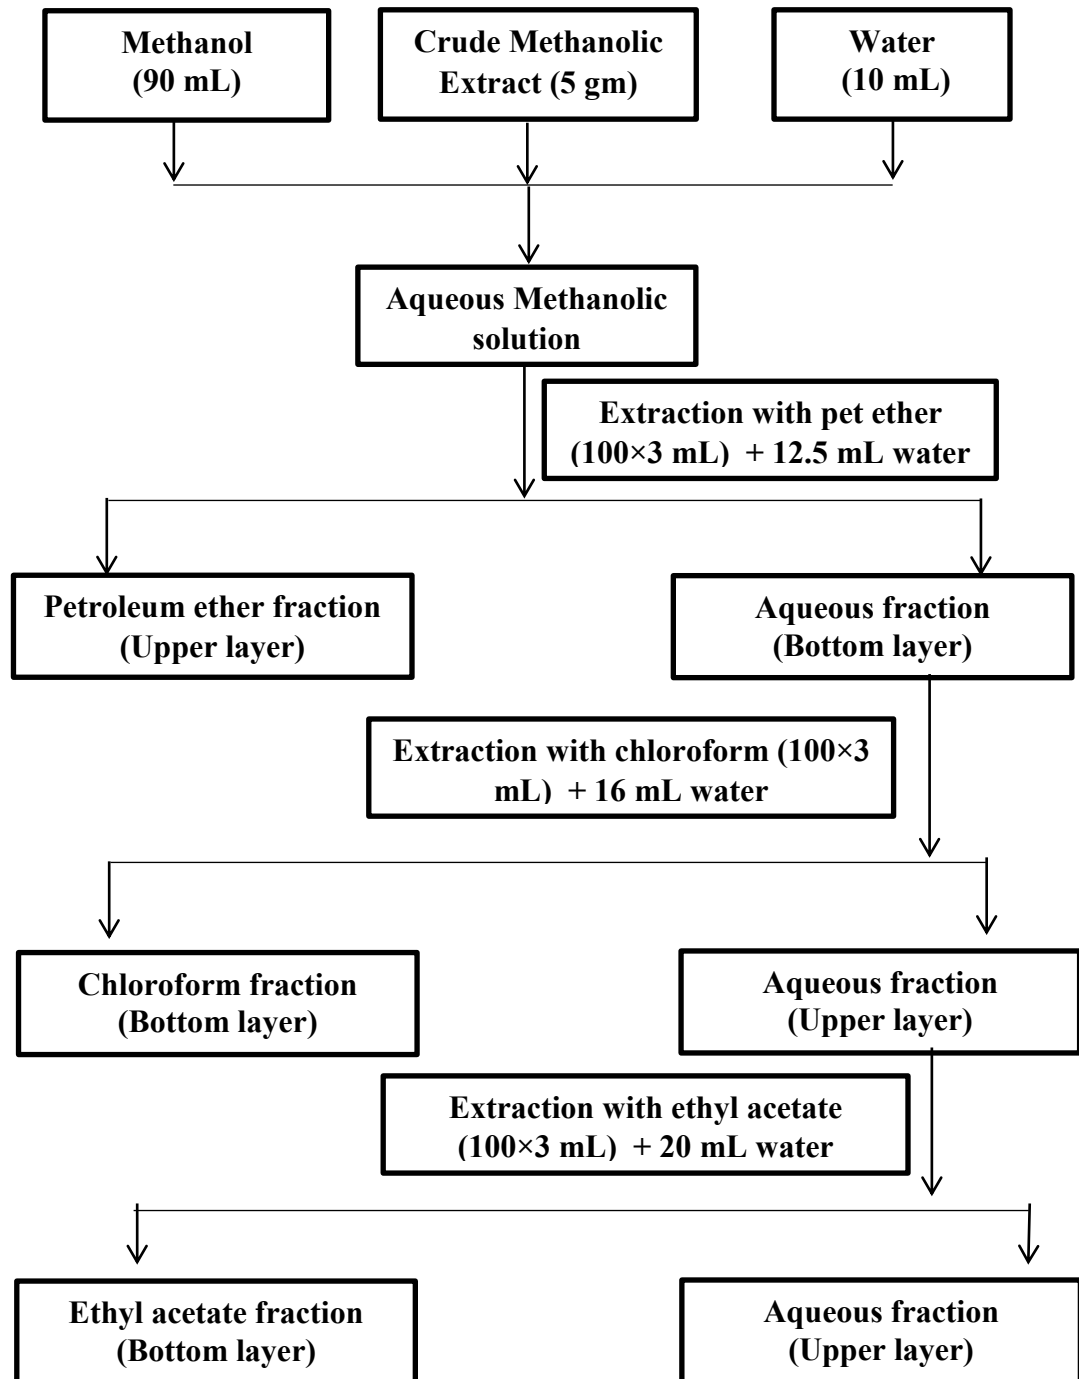 Methanol
(90 mL)
Crude Methanolic
Extract (5 gm)
Water
(10 mL)
Aqueous Methanolic
solution
Extraction with pet ether
(100×3 mL)  + 12.5 mL water
Petroleum ether fraction
(Upper layer)
Aqueous fraction
(Bottom layer)
Extraction with chloroform (100×3
mL)  + 16 mL water
Chloroform fraction
(Bottom layer)
Aqueous fraction
(Upper layer)
Extraction with ethyl acetate
(100×3 mL)  + 20 mL water
Ethyl acetate fraction
(Bottom layer)
Aqueous fraction
(Upper layer)